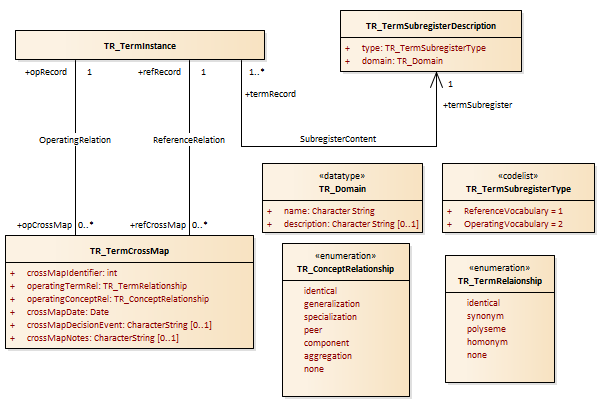 TR_TermInstance
TR_TermSubregisterDescription
+ type: TR_TermSubregisterType
+ domain: TR_Domain
+opRecord 1 +refRecord 1 1..*
+termRecord
1
+termSubregister
OperatingRelation ReferenceRelation SubregisterContent
«datatype»
TR_Domain
+ name: Character String
+ description: Character String [0..1]
«codelist»
TR_TermSubregisterType
+ ReferenceVocabulary = 1
+ OperatingVocabulary = 2
+opCrossMap 0..* +refCrossMap 0..*
TR_TermCrossMap
+ crossMapIdentifier: int
+ operatingTermRel: TR_TermRelationship
+ operatingConceptRel: TR_ConceptRelationship
+ crossMapDate: Date
+ crossMapDecisionEvent: CharacterString [0..1]
+ crossMapNotes: CharacterString [0..1]
«enumeration»
TR_ConceptRelationship
identical
generalization
specialization
peer
component
aggregation
none
«enumeration»
TR_TermRelaionship
identical
synonym
polyseme
homonym
none